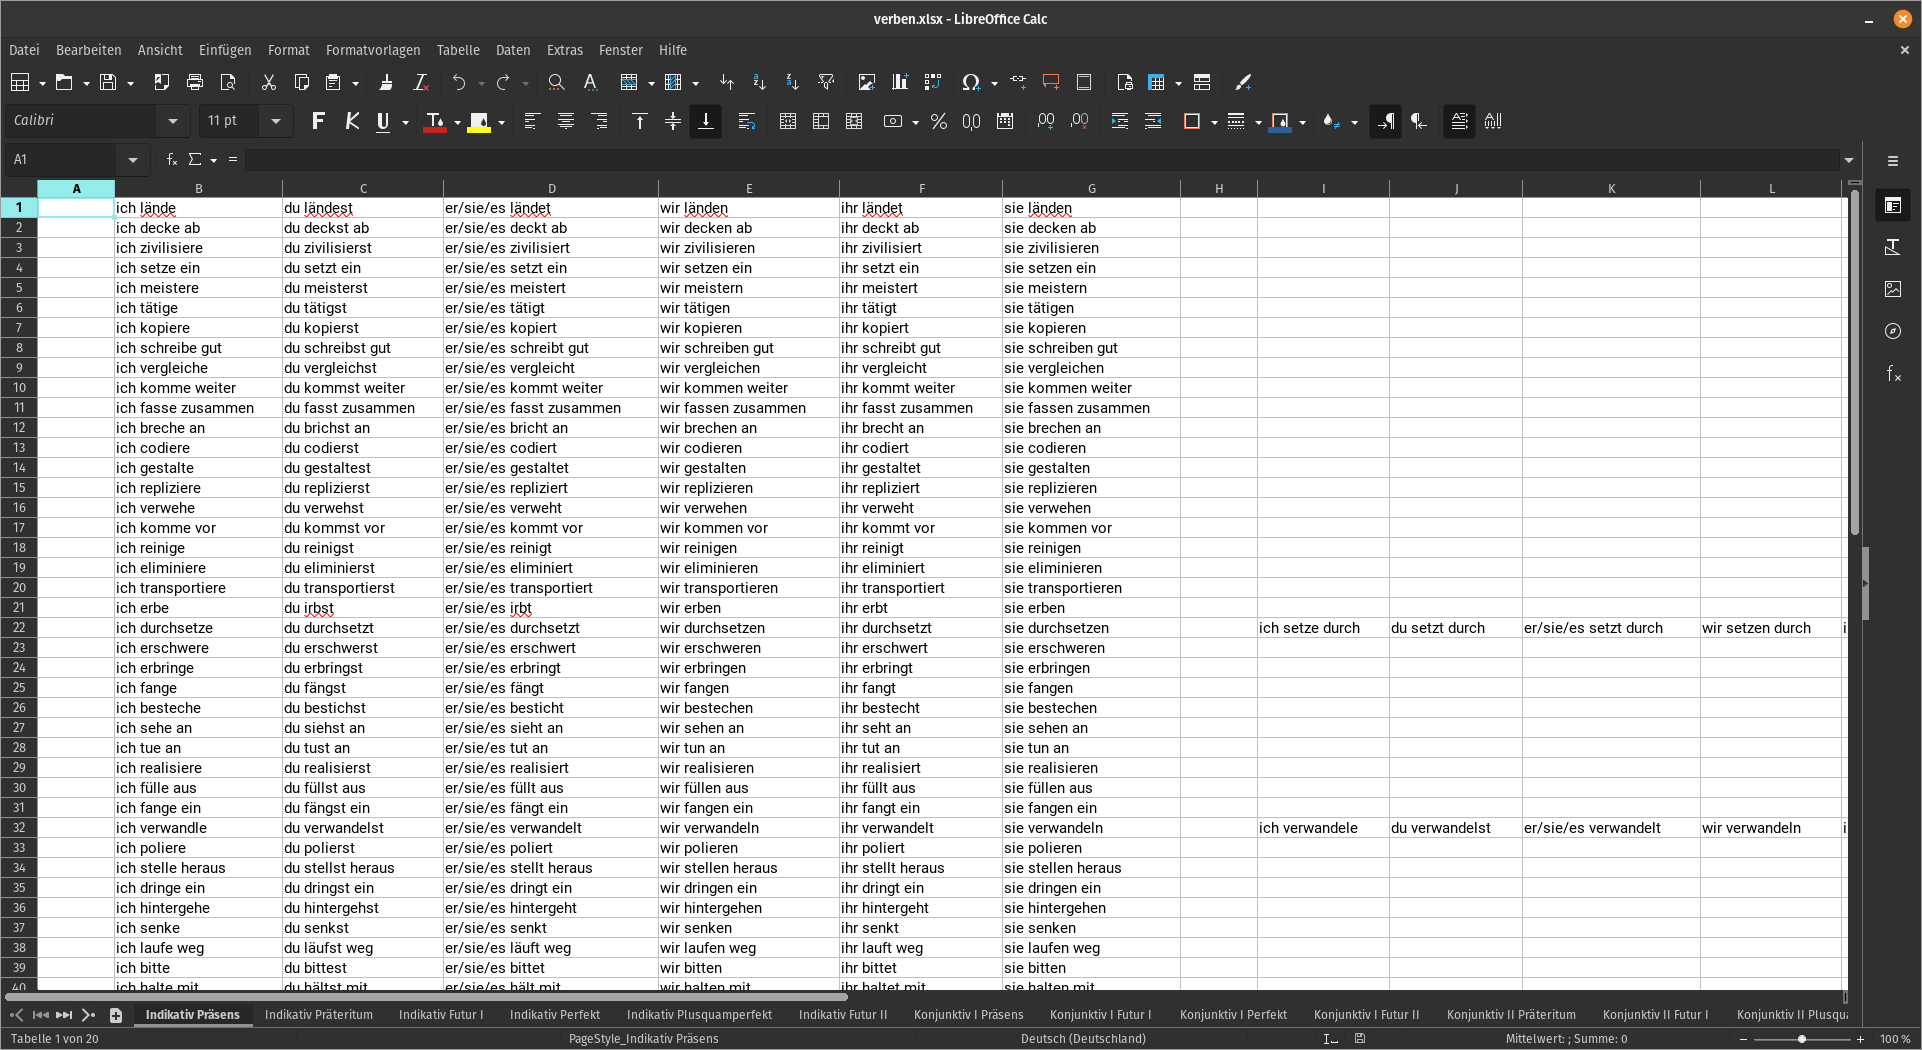 verben.xlsx - LibreOffice Calc
Datei Bearbeiten Ansicht Einfügen Format Formatvorlagen Tabelle Daten Extras Fenster Hilfe
Calibri 11 pt
A1
A B C D E F G H I J K L
1 ich lände du ländest er/sie/es ländet wir länden ihr ländet sie länden
2 ich decke ab du deckst ab er/sie/es deckt ab wir decken ab ihr deckt ab sie decken ab
3 ich zivilisiere du zivilisierst er/sie/es zivilisiert wir zivilisieren ihr zivilisiert sie zivilisieren
4 ich setze ein du setzt ein er/sie/es setzt ein wir setzen ein ihr setzt ein sie setzen ein
5 ich meistere du meisterst er/sie/es meistert wir meistern ihr meistert sie meistern
6 ich tätige du tätigst er/sie/es tätigt wir tätigen ihr tätigt sie tätigen
7 ich kopiere du kopierst er/sie/es kopiert wir kopieren ihr kopiert sie kopieren
8 ich schreibe gut du schreibst gut er/sie/es schreibt gut wir schreiben gut ihr schreibt gut sie schreiben gut
9 ich vergleiche du vergleichst er/sie/es vergleicht wir vergleichen ihr vergleicht sie vergleichen
10 ich komme weiter du kommst weiter er/sie/es kommt weiter wir kommen weiter ihr kommt weiter sie kommen weiter
11 ich fasse zusammen du fasst zusammen er/sie/es fasst zusammen wir fassen zusammen ihr fasst zusammen sie fassen zusammen
12 ich breche an du brichst an er/sie/es bricht an wir brechen an ihr brecht an sie brechen an
13 ich codiere du codierst er/sie/es codiert wir codieren ihr codiert sie codieren
14 ich gestalte du gestaltest er/sie/es gestaltet wir gestalten ihr gestaltet sie gestalten
15 ich repliziere du replizierst er/sie/es repliziert wir replizieren ihr repliziert sie replizieren
16 ich verwehe du verwehst er/sie/es verweht wir verwehen ihr verweht sie verwehen
17 ich komme vor du kommst vor er/sie/es kommt vor wir kommen vor ihr kommt vor sie kommen vor
18 ich reinige du reinigst er/sie/es reinigt wir reinigen ihr reinigt sie reinigen
19 ich eliminiere du eliminierst er/sie/es eliminiert wir eliminieren ihr eliminiert sie eliminieren
20 ich transportiere du transportierst er/sie/es transportiert wir transportieren ihr transportiert sie transportieren
21 ich erbe du irbst er/sie/es irbt wir erben ihr erbt sie erben
22 ich durchsetze du durchsetzt er/sie/es durchsetzt wir durchsetzen ihr durchsetzt sie durchsetzen ich setze durch du setzt durch er/sie/es setzt durch wir setzen durch i
23 ich erschwere du erschwerst er/sie/es erschwert wir erschweren ihr erschwert sie erschweren
24 ich erbringe du erbringst er/sie/es erbringt wir erbringen ihr erbringt sie erbringen
25 ich fange du fängst er/sie/es fängt wir fangen ihr fangt sie fangen
26 ich besteche du bestichst er/sie/es besticht wir bestechen ihr bestecht sie bestechen
27 ich sehe an du siehst an er/sie/es sieht an wir sehen an ihr seht an sie sehen an
28 ich tue an du tust an er/sie/es tut an wir tun an ihr tut an sie tun an
29 ich realisiere du realisierst er/sie/es realisiert wir realisieren ihr realisiert sie realisieren
30 ich fülle aus du füllst aus er/sie/es füllt aus wir füllen aus ihr füllt aus sie füllen aus
31 ich fange ein du fängst ein er/sie/es fängt ein wir fangen ein ihr fangt ein sie fangen ein
32 ich verwandle du verwandelst er/sie/es verwandelt wir verwandeln ihr verwandelt sie verwandeln ich verwandele du verwandelst er/sie/es verwandelt wir verwandeln i
33 ich poliere du polierst er/sie/es poliert wir polieren ihr poliert sie polieren
34 ich stelle heraus du stellst heraus er/sie/es stellt heraus wir stellen heraus ihr stellt heraus sie stellen heraus
35 ich dringe ein du dringst ein er/sie/es dringt ein wir dringen ein ihr dringt ein sie dringen ein
36 ich hintergehe du hintergehst er/sie/es hintergeht wir hintergehen ihr hintergeht sie hintergehen
37 ich senke du senkst er/sie/es senkt wir senken ihr senkt sie senken
38 ich laufe weg du läufst weg er/sie/es läuft weg wir laufen weg ihr lauft weg sie laufen weg
39 ich bitte du bittest er/sie/es bittet wir bitten ihr bittet sie bitten
40 ich halte mit du hältst mit er/sie/es hält mit wir halten mit ihr haltet mit sie halten mit
Indikativ Präsens Indikativ Präteritum Indikativ Futur I Indikativ Perfekt Indikativ Plusquamperfekt Indikativ Futur II Konjunktiv I Präsens Konjunktiv I Futur I Konjunktiv I Perfekt Konjunktiv I Futur II Konjunktiv II Präteritum Konjunktiv II Futur I Konjunktiv II Plusqua
Tabelle 1 von 20 PageStyle_Indikativ Präsens Deutsch (Deutschland) Mittelwert: ; Summe: 0 100 %